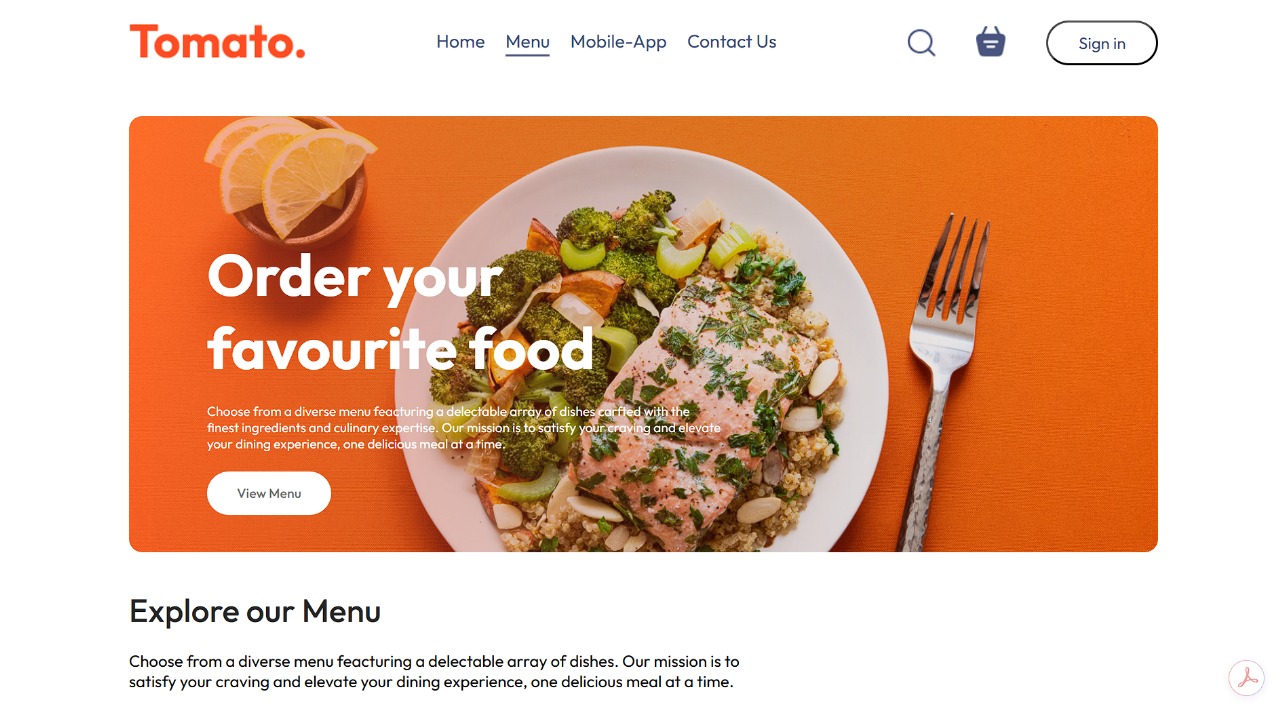 Tomato.
Home Menu Mobile-App Contact Us
Sign in
Order your
favourite food
Choose from a diverse menu feacturing a delectable array of dishes carfted with the
finest ingredients and culinary expertise. Our mission is to satisfy your craving and elevate
your dining experience, one delicious meal at a time.
View Menu
Explore our Menu
Choose from a diverse menu feacturing a delectable array of dishes. Our mission is to
satisfy your craving and elevate your dining experience, one delicious meal at a time.